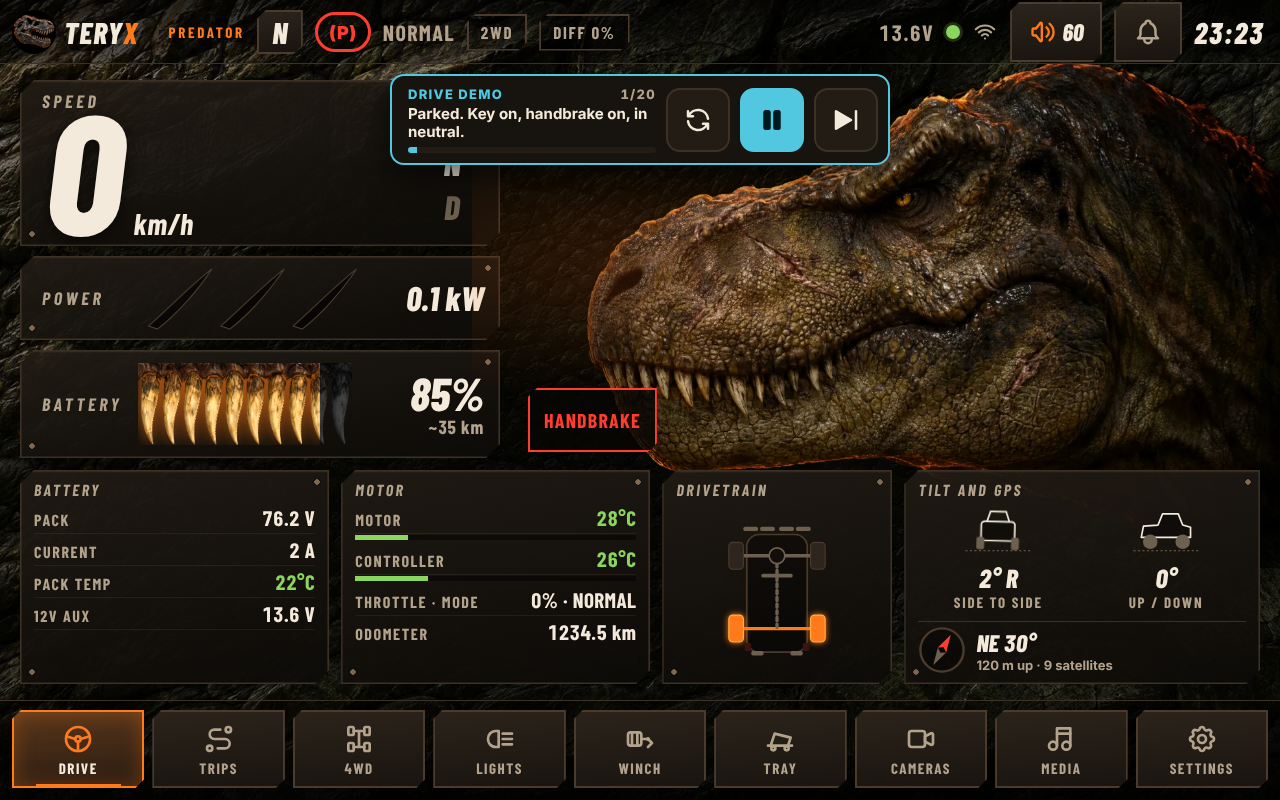 TERYX
PREDATOR
N
(P)
NORMAL
2WD
DIFF 0%
13.6V
60
23:23
DRIVE DEMO
1/20
Parked. Key on, handbrake on, in
neutral.
SPEED
0 km/h
N
D
POWER
0.1 kW
BATTERY
85%
~35 km
HANDBRAKE
BATTERY
PACK 76.2 V
CURRENT 2 A
PACK TEMP 22°C
12V AUX 13.6 V
MOTOR
MOTOR 28°C
CONTROLLER 26°C
THROTTLE · MODE 0% · NORMAL
ODOMETER 1234.5 km
DRIVETRAIN
TILT AND GPS
2° R
SIDE TO SIDE
0°
UP / DOWN
NE 30°
120 m up · 9 satellites
DRIVE
TRIPS
4WD
LIGHTS
WINCH
TRAY
CAMERAS
MEDIA
SETTINGS